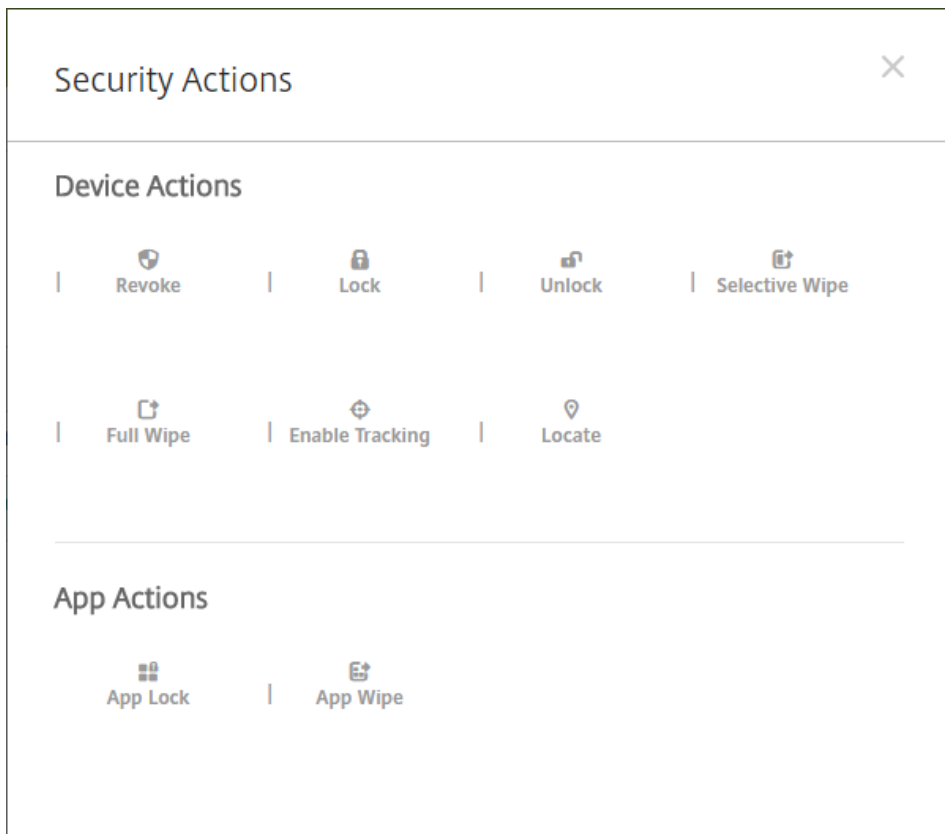 Security Actions
Device Actions
Revoke | Lock | Unlock | Selective Wipe
Full Wipe | Enable Tracking | Locate
App Actions
App Lock | App Wipe